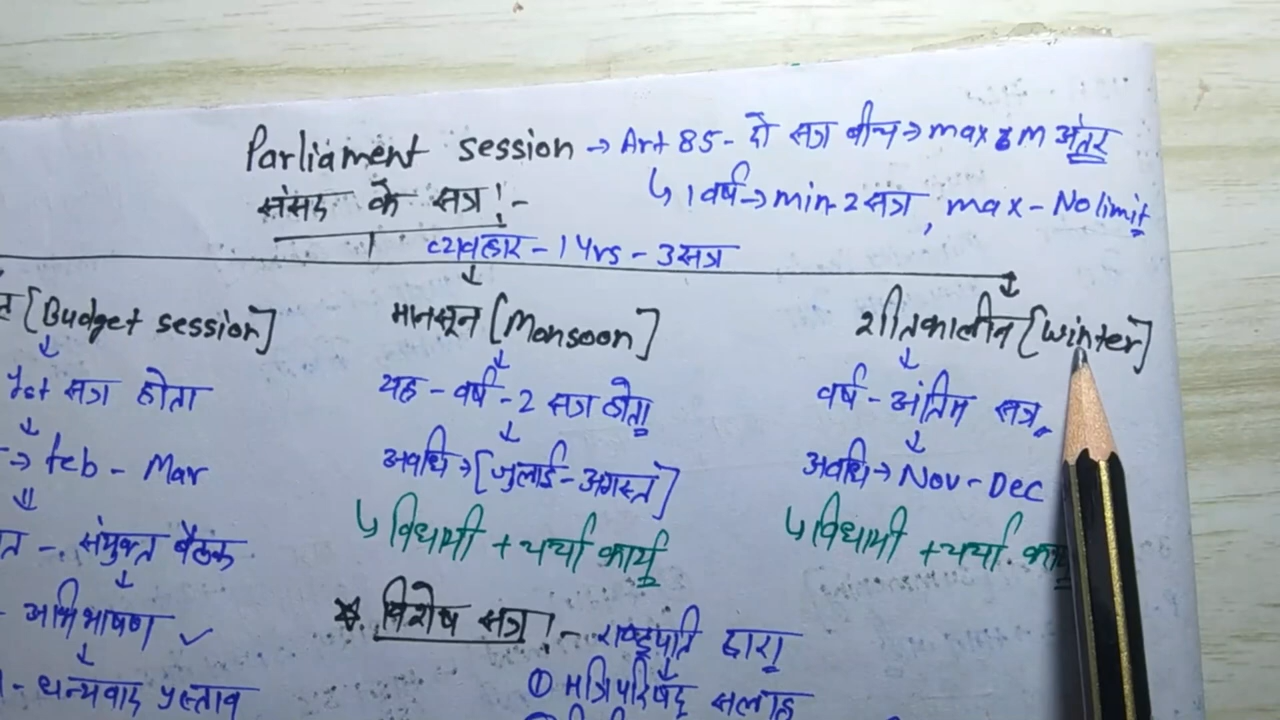 Parliament session → Art 85 - दो सत्र बीच → max 6 M अंतर
संसद के सत्र! -
↳ 1 वर्ष → min - 2 सत्र, max - No limit
व्यवहार - 1 Yrs - 3 सत्र
[Budget session]
मानसून [Monsoon]
शीतकालीन [winter]
1st सत्र होता
यह - वर्ष - 2 सत्र होता
वर्ष - अंतिम सत्र
→ feb - Mar
अवधि → [जुलाई - अगस्त]
अवधि → Nov - Dec
संयुक्त बैठक
↳ विधायी + चर्चा कार्य
↳ विधायी + चर्चा कार्य
- अभिभाषण ✓
विशेष सत्र! - राष्ट्रपति द्वारा
- धन्यवाद प्रस्ताव
① मंत्रिपरिषद् सलाह